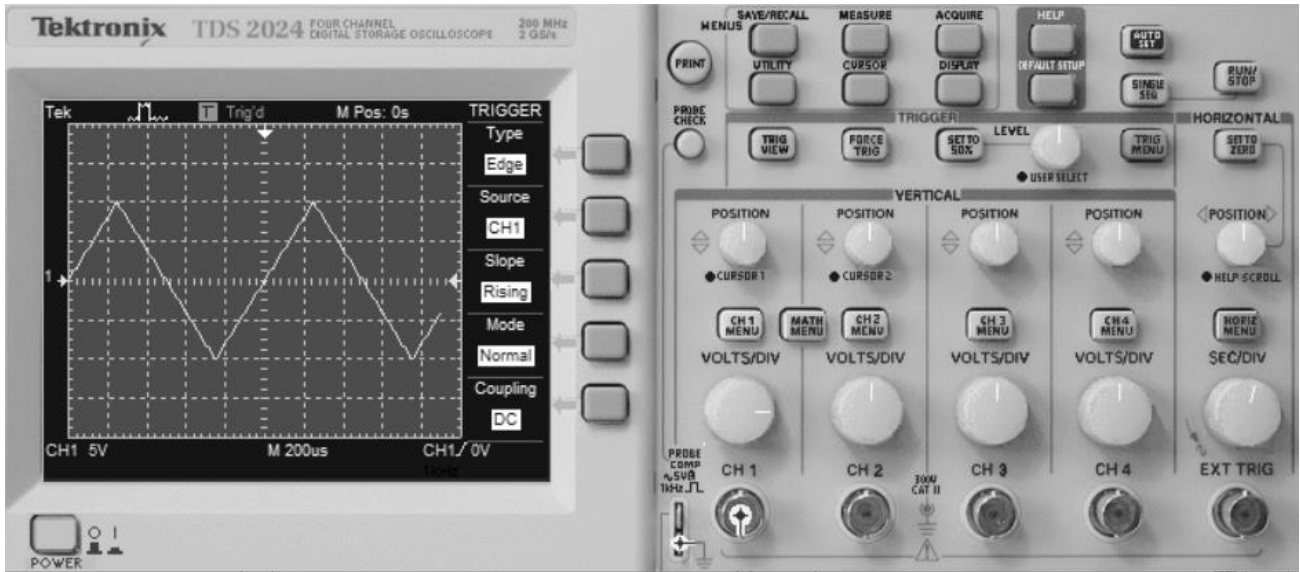 Tektronix TDS 2024 FOUR CHANNEL DIGITAL STORAGE OSCILLOSCOPE 200 MHz 2 GS/s
Tek T Trig'd M Pos: 0s TRIGGER
Type
Edge
Source
CH1
1
Slope
Rising
Mode
Normal
Coupling
DC
CH1 5V M 200us CH1 / 0V
1kHz
POWER
MENUS
SAVE/RECALL MEASURE ACQUIRE
UTILITY CURSOR DISPLAY
HELP
DEFAULT SETUP
AUTO SET
SINGLE SEQ
RUN/STOP
PRINT
PROBE CHECK
TRIGGER
TRIG VIEW
FORCE TRIG
SET TO 50%
LEVEL
USER SELECT
TRIG MENU
HORIZONTAL
SET TO ZERO
VERTICAL
POSITION POSITION POSITION POSITION POSITION
CURSOR 1 CURSOR 2 HELP SCROLL
CH 1 MENU
MATH MENU
CH 2 MENU
CH 3 MENU
CH 4 MENU
HORIZ MENU
VOLTS/DIV VOLTS/DIV VOLTS/DIV VOLTS/DIV SEC/DIV
PROBE COMP
~5V@
1kHz
CH 1 CH 2 CH 3 CH 4 EXT TRIG
300V
CAT II